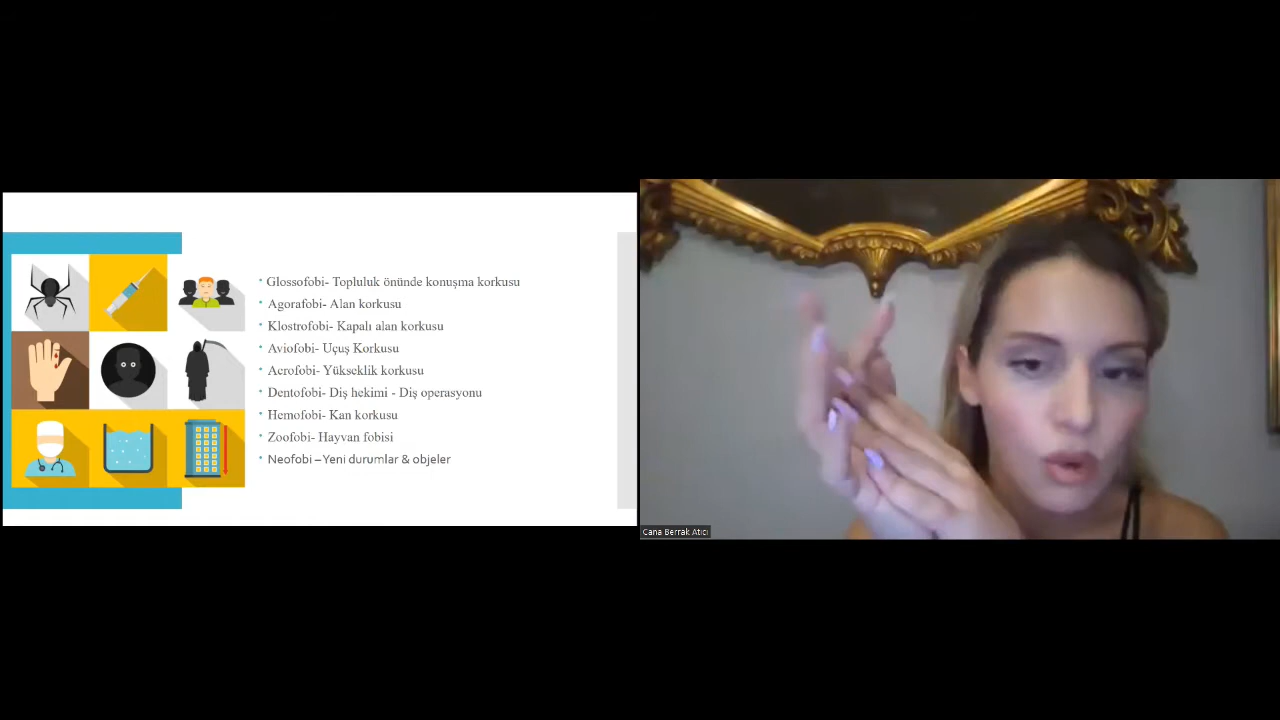 • Glossofobi- Topluluk önünde konuşma korkusu
• Agorafobi- Alan korkusu
• Klostrofobi- Kapalı alan korkusu
• Aviofobi- Uçuş Korkusu
• Acrofobi- Yükseklik korkusu
• Dentofobi- Diş hekimi - Diş operasyonu
• Hemofobi- Kan korkusu
• Zoofobi- Hayvan fobisi
• Neofobi – Yeni durumlar & objeler
Cana Berrak Atıcı